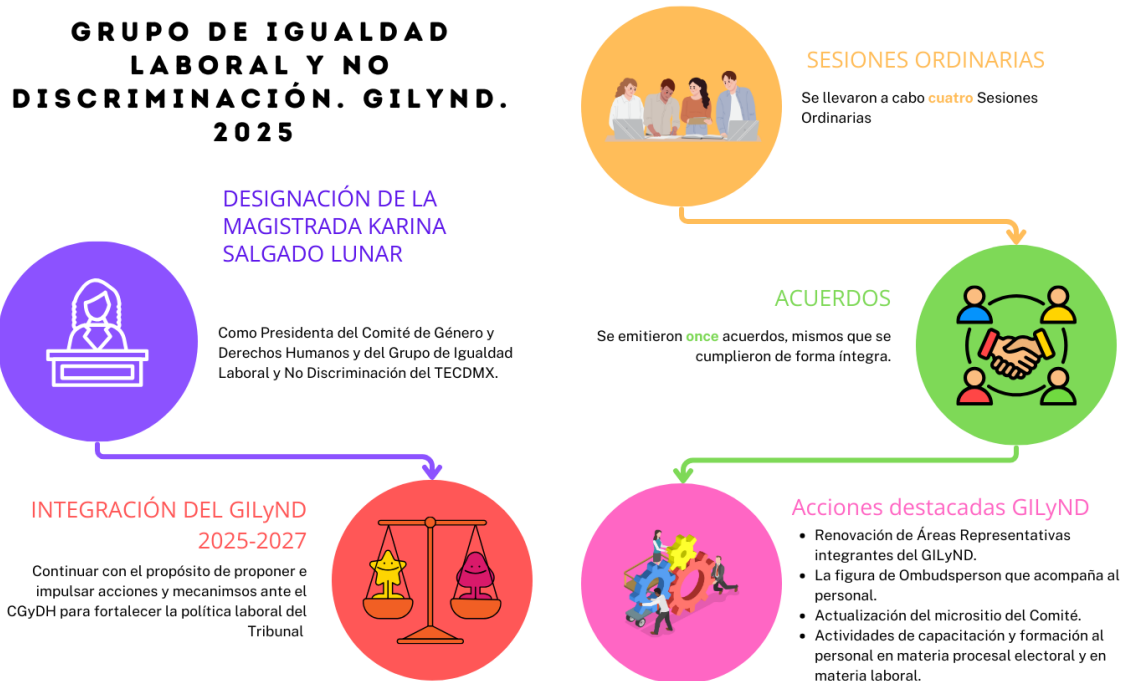 GRUPO DE IGUALDAD
LABORAL Y NO
DISCRIMINACIÓN. GILYND.
2025
DESIGNACIÓN DE LA
MAGISTRADA KARINA
SALGADO LUNAR
Como Presidenta del Comité de Género y
Derechos Humanos y del Grupo de Igualdad
Laboral y No Discriminación del TECDMX.
INTEGRACIÓN DEL GILyND
2025-2027
Continuar con el propósito de proponer e
impulsar acciones y mecanimsos ante el
CGyDH para fortalecer la política laboral del
Tribunal
SESIONES ORDINARIAS
Se llevaron a cabo cuatro Sesiones
Ordinarias
ACUERDOS
Se emitieron once acuerdos, mismos que se
cumplieron de forma íntegra.
Acciones destacadas GILyND
• Renovación de Áreas Representativas
integrantes del GILyND.
• La figura de Ombudsperson que acompaña al
personal.
• Actualización del micrositio del Comité.
• Actividades de capacitación y formación al
personal en materia procesal electoral y en
materia laboral.